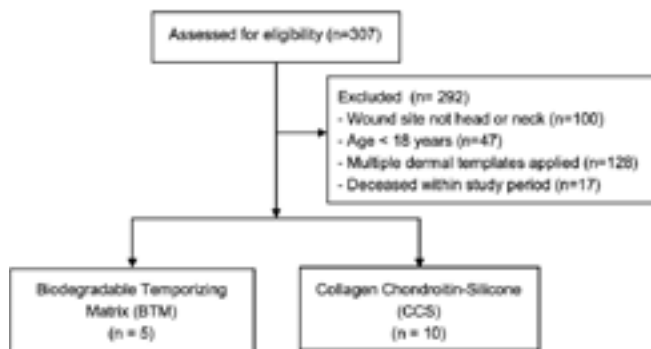 Assessed for eligibility (n=307)
Excluded (n= 292)
- Wound site not head or neck (n=100)
- Age < 18 years (n=47)
- Multiple dermal templates applied (n=128)
- Deceased within study period (n=17)
Biodegradable Temporizing
Matrix (BTM)
(n = 5)
Collagen Chondroitin-Silicone
(CCS)
(n = 10)